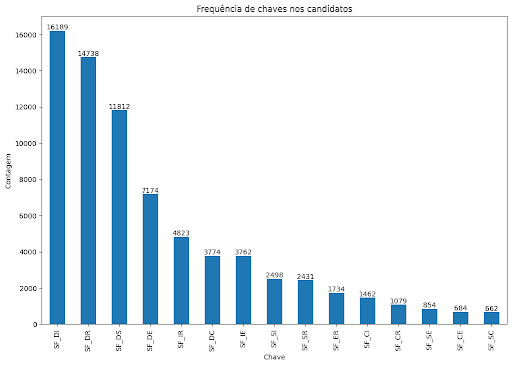 Frequência de chaves nos candidatos
16000
14000
12000
10000
8000
6000
4000
2000
0
Contagem
16189
14738
11812
7174
4823
3774
3762
2498
2431
1734
1462
1079
854
684
662
SF_DI
SF_DR
SF_DS
SF_DE
SF_IR
SF_DC
SF_IE
SF_SI
SF_SR
SF_ER
SF_CI
SF_CR
SF_SE
SF_CE
SF_SC
Chave